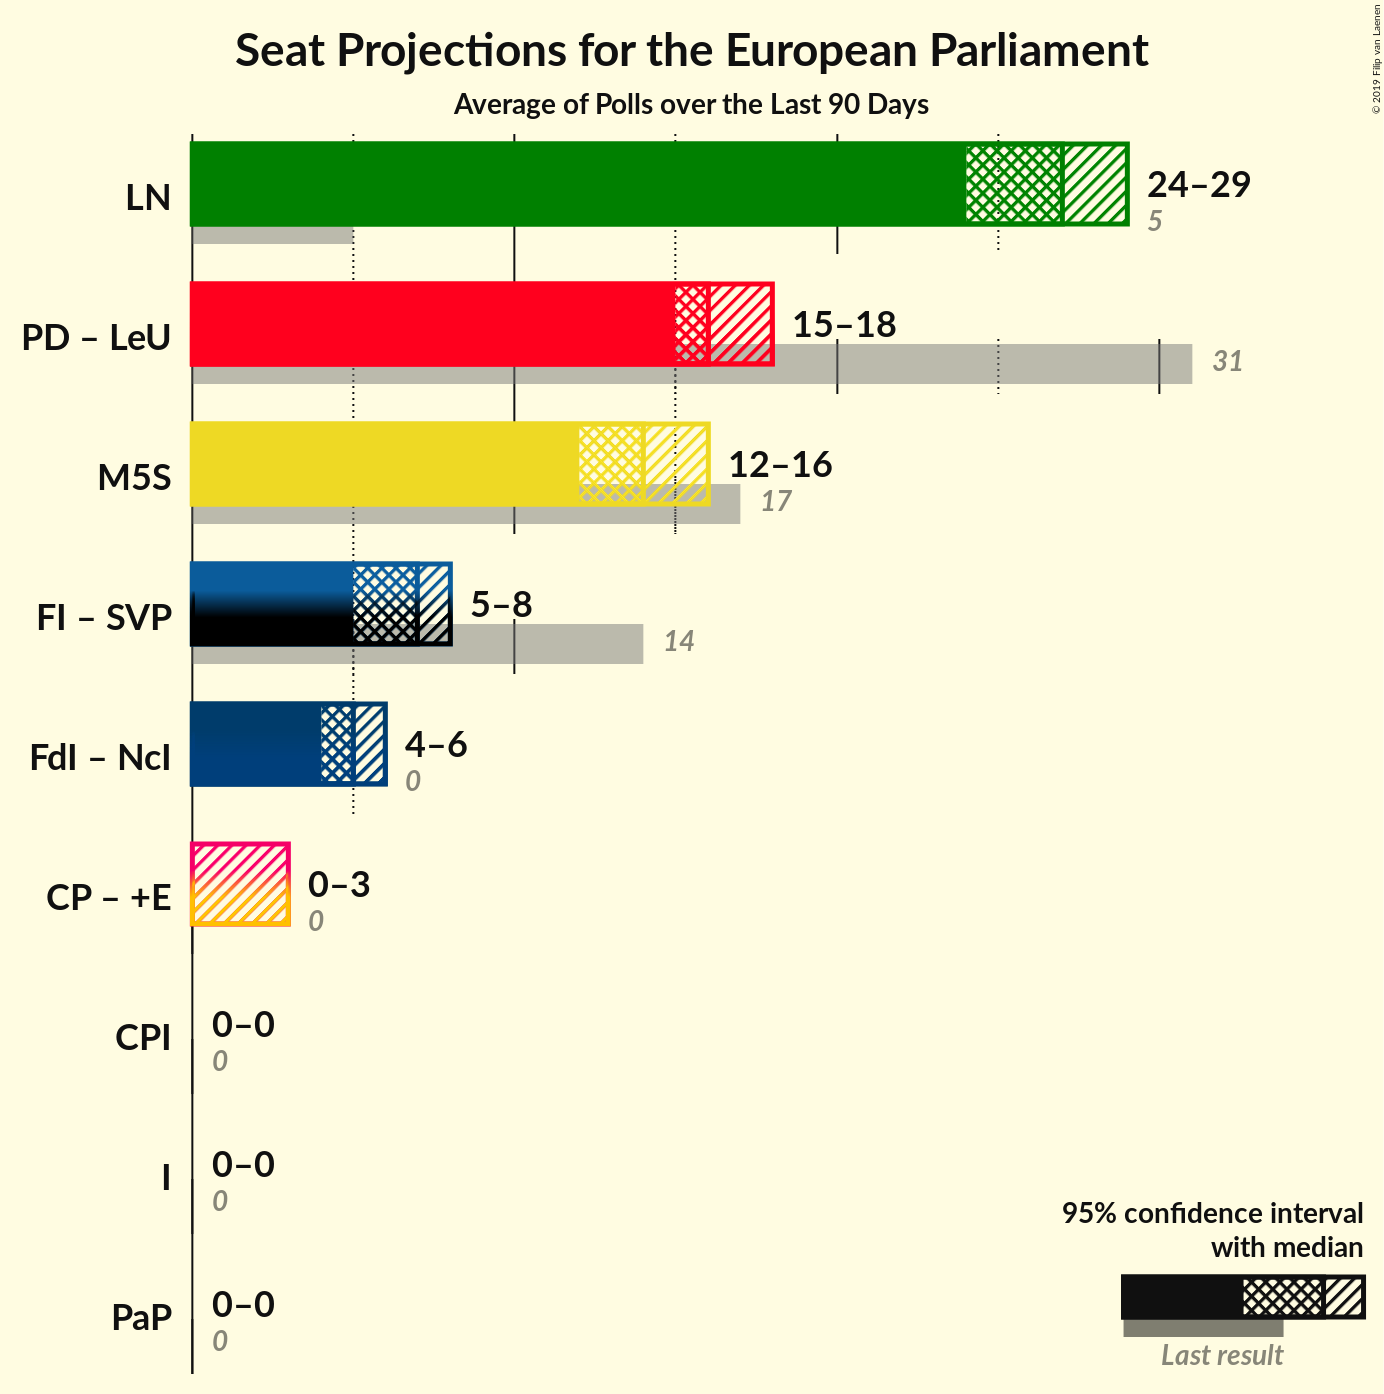 Seat Projections for the European Parliament
Average of Polls over the Last 90 Days
© 2019 Filip van Laenen
LN
24–29
5
PD – LeU
15–18
31
M5S
12–16
17
FI – SVP
5–8
14
FdI – NcI
4–6
0
CP – +E
0–3
0
CPI
0–0
0
I
0–0
0
PaP
0–0
0
95% confidence interval
with median
Last result